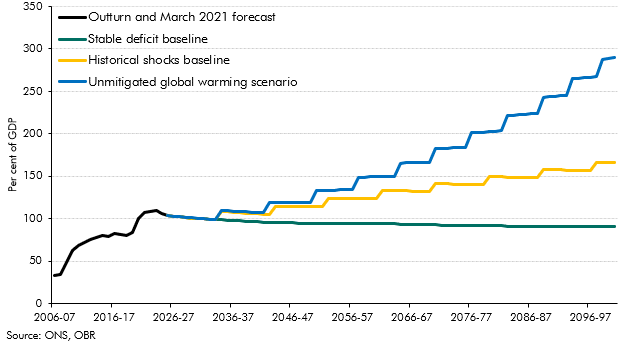 Outturn and March 2021 forecast
Stable deficit baseline
Historical shocks baseline
Unmitigated global warming scenario
Per cent of GDP
350
300
250
200
150
100
50
0
2006-07 2016-17 2026-27 2036-37 2046-47 2056-57 2066-67 2076-77 2086-87 2096-97
Source: ONS, OBR